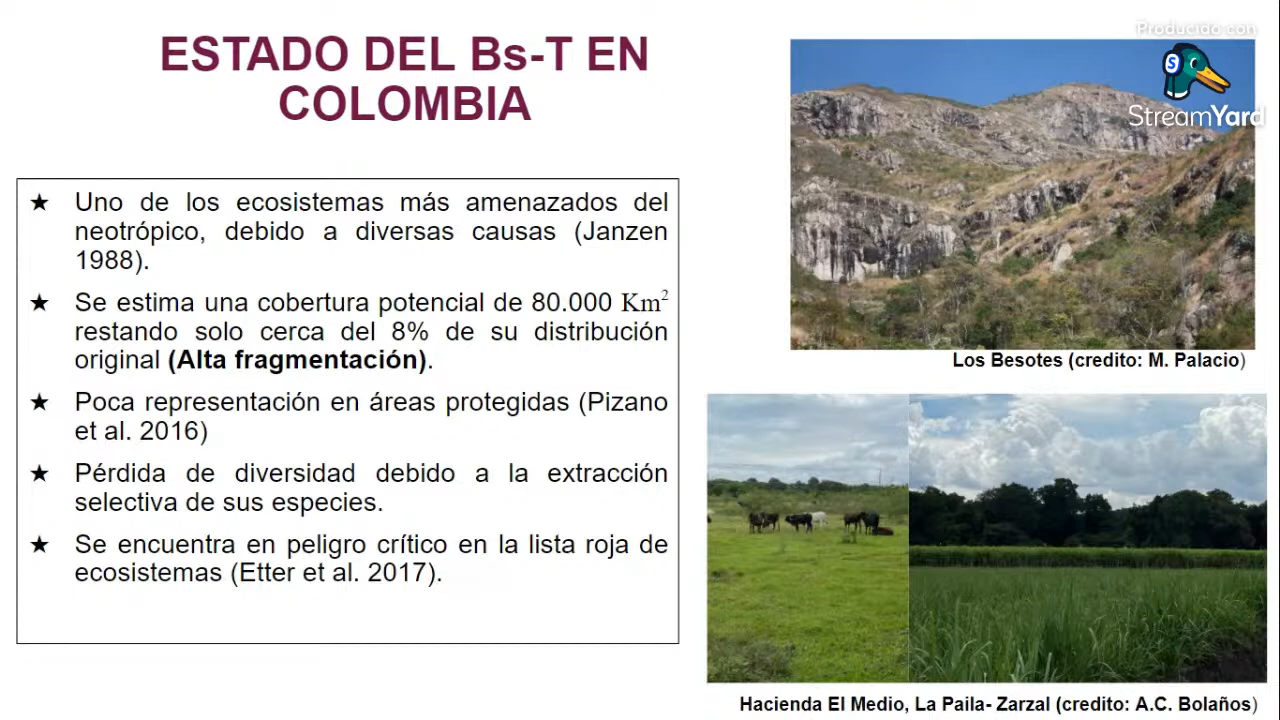 ESTADO DEL Bs-T EN
COLOMBIA
★ Uno de los ecosistemas más amenazados del
neotrópico, debido a diversas causas (Janzen
1988).
★ Se estima una cobertura potencial de 80.000 Km²
restando solo cerca del 8% de su distribución
original (Alta fragmentación).
★ Poca representación en áreas protegidas (Pizano
et al. 2016)
★ Pérdida de diversidad debido a la extracción
selectiva de sus especies.
★ Se encuentra en peligro crítico en la lista roja de
ecosistemas (Etter et al. 2017).
Producido con
S
StreamYard
Los Besotes (credito: M. Palacio)
Hacienda El Medio, La Paila- Zarzal (credito: A.C. Bolaños)